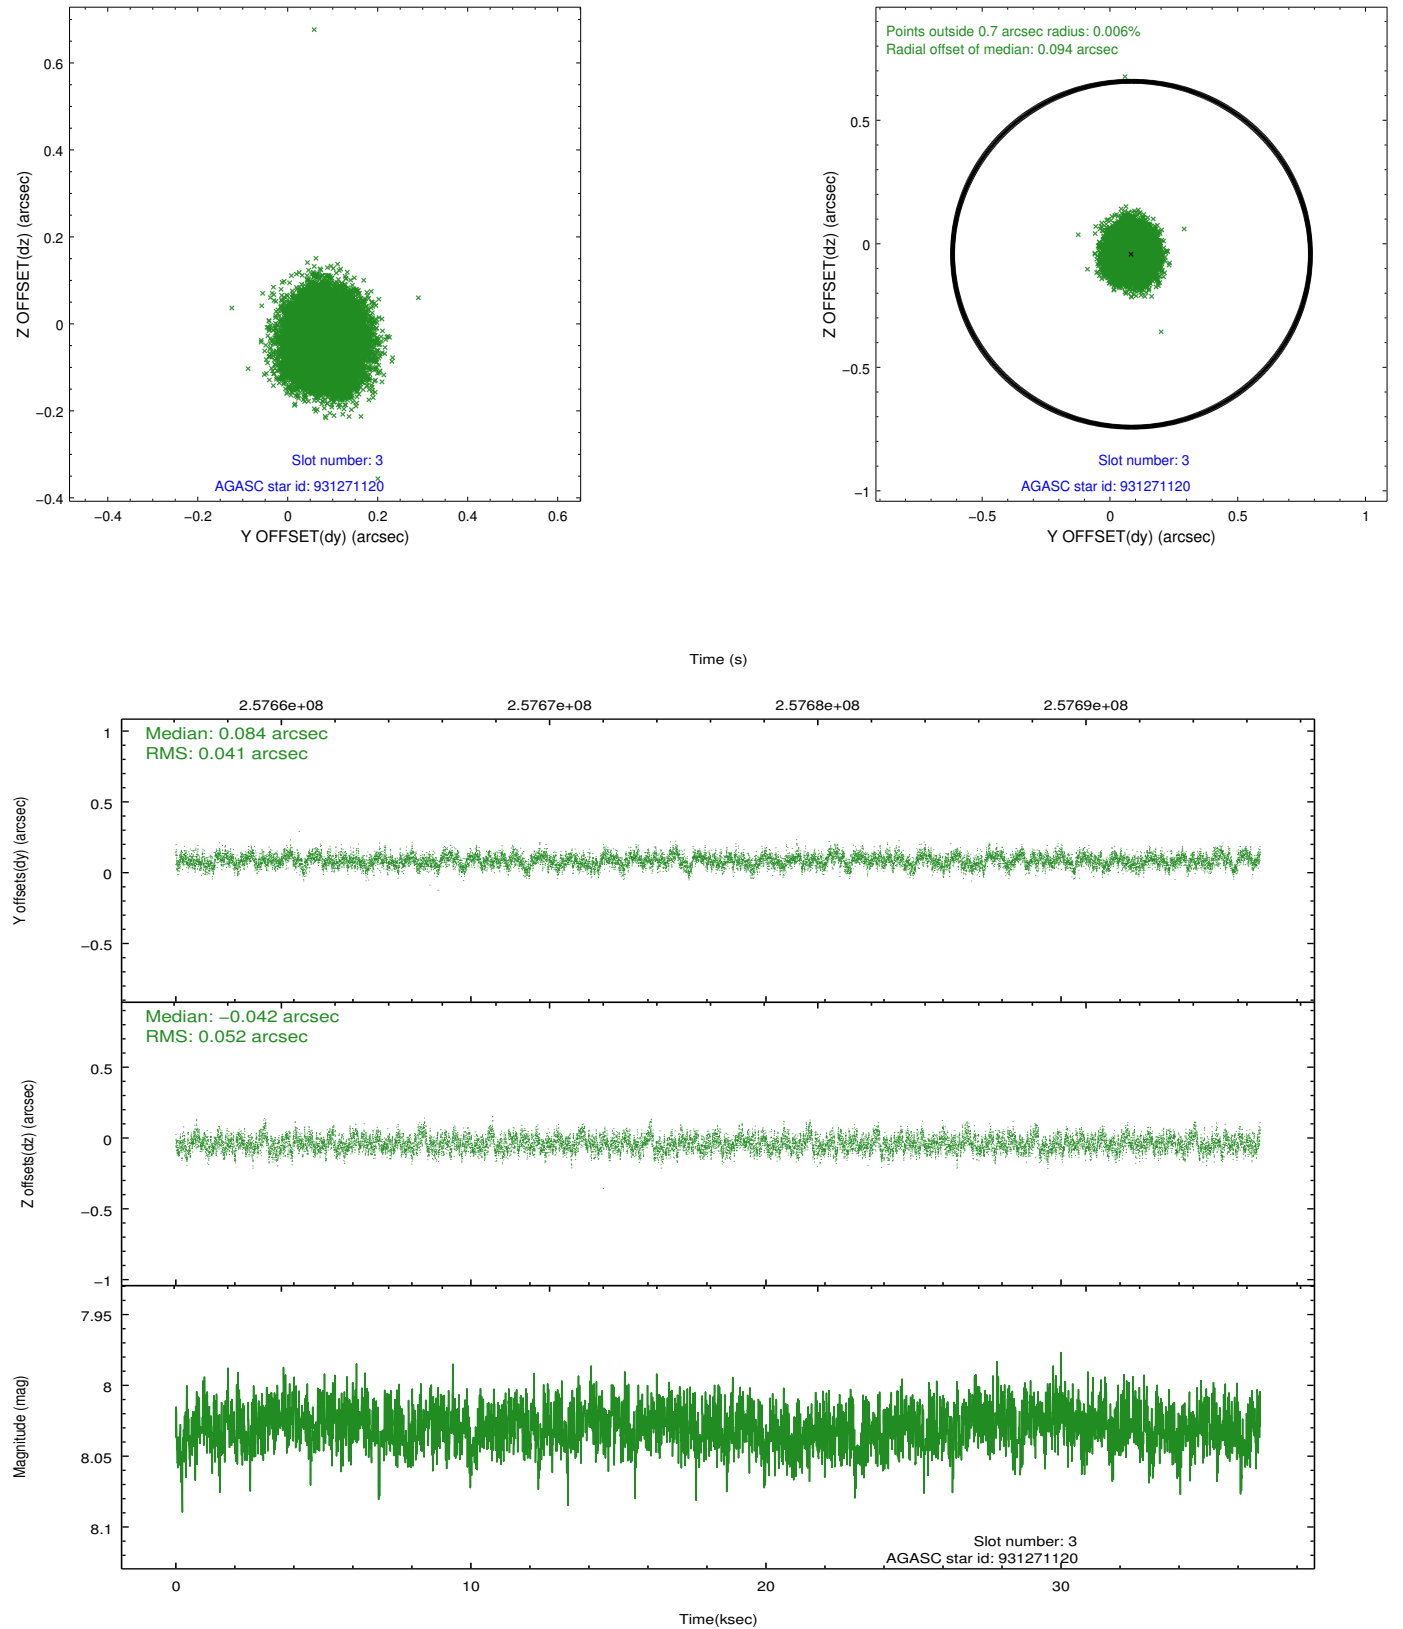 0.6
0.4
0.2
0
−0.2
−0.4
Z OFFSET(dz) (arcsec)
Slot number: 3
AGASC star id: 931271120
−0.4
−0.2
0
0.2
0.4
0.6
Y OFFSET(dy) (arcsec)
Points outside 0.7 arcsec radius: 0.006%
Radial offset of median: 0.094 arcsec
0.5
0
−0.5
−1
Z OFFSET(dz) (arcsec)
Slot number: 3
AGASC star id: 931271120
−0.5
0
0.5
1
Y OFFSET(dy) (arcsec)
Time (s)
2.5766e+08
2.5767e+08
2.5768e+08
2.5769e+08
Median: 0.084 arcsec
RMS: 0.041 arcsec
1
0.5
0
−0.5
Y offsets(dy) (arcsec)
Median: −0.042 arcsec
RMS: 0.052 arcsec
0.5
0
−0.5
−1
Z offsets(dz) (arcsec)
7.95
8
8.05
8.1
Magnitude (mag)
Slot number: 3
AGASC star id: 931271120
0
10
20
30
Time(ksec)